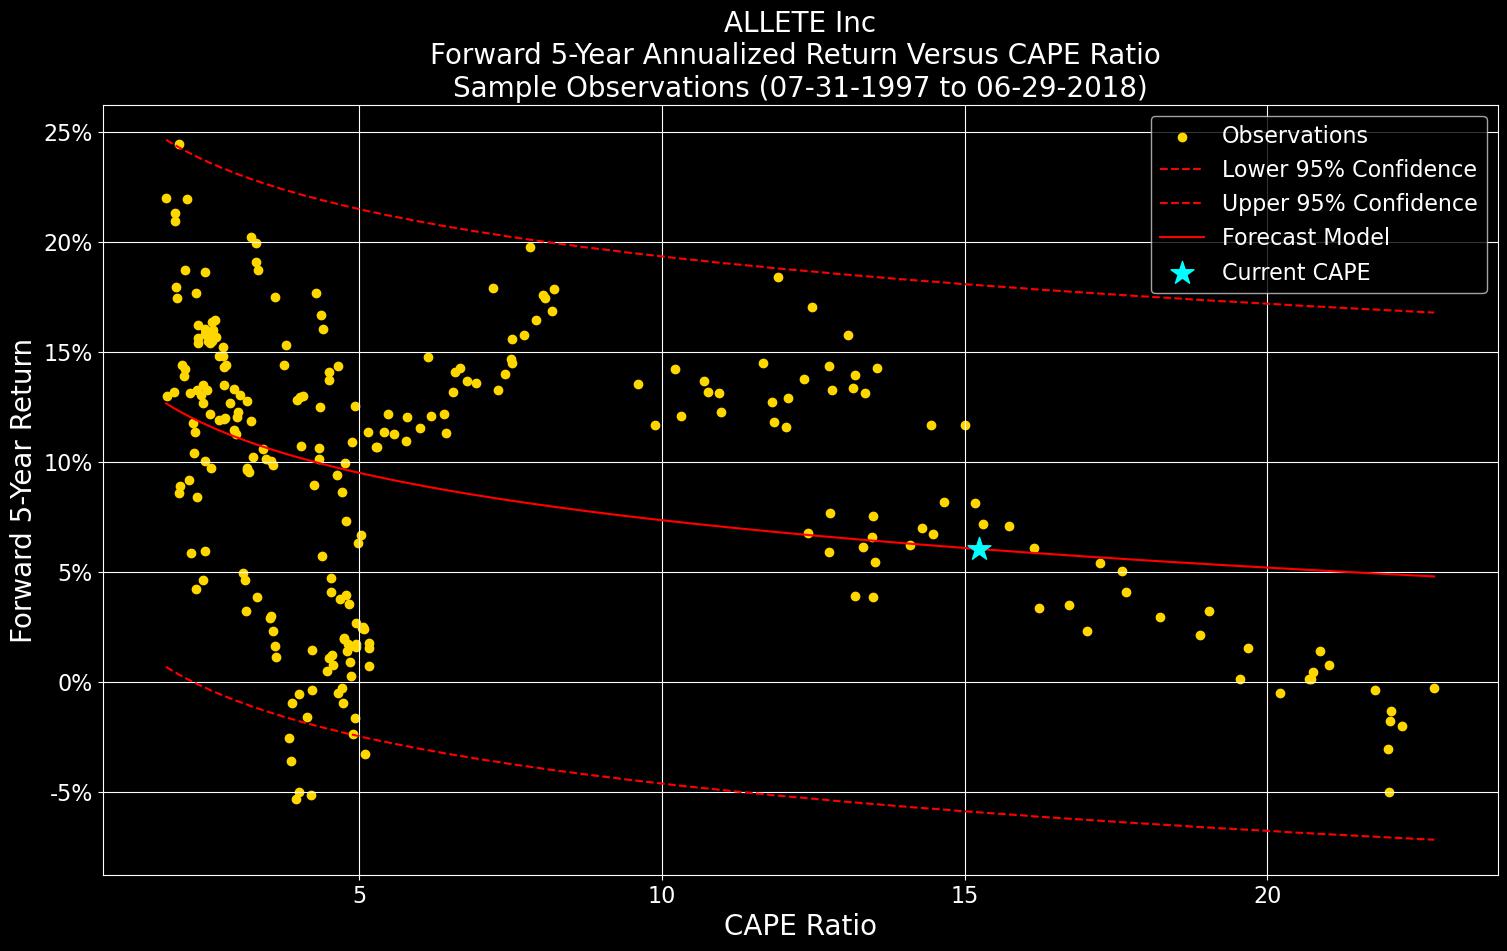 ALLETE Inc
Forward 5-Year Annualized Return Versus CAPE Ratio
Sample Observations (07-31-1997 to 06-29-2018)
Observations
Lower 95% Confidence
Upper 95% Confidence
Forecast Model
Current CAPE
Forward 5-Year Return
25%
20%
15%
10%
5%
0%
-5%
5
10
15
20
CAPE Ratio